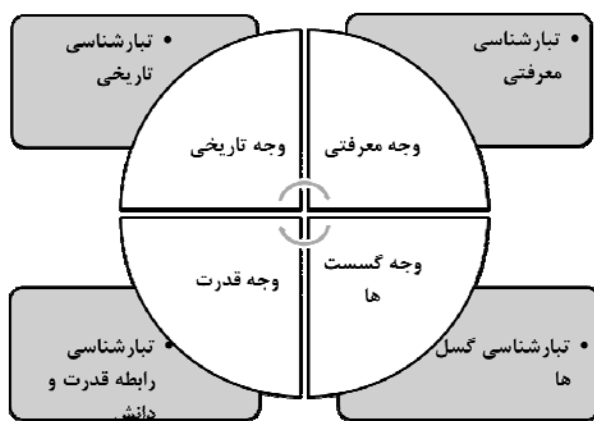 • تبارشناسی
معرفتی
• تبارشناسی
تاریخی
وجه معرفتی
وجه تاریخی
وجه گسست
ها
وجه قدرت
• تبارشناسی گسل
ها
• تبارشناسی
رابطه قدرت و
دانش